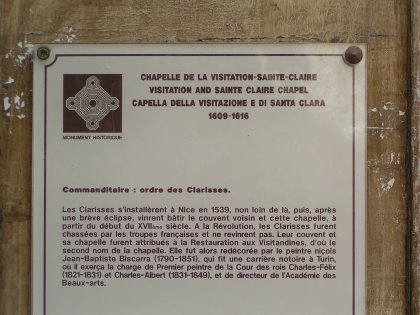 CHAPELLE DE LA VISITATION-SAINTE-CLAIRE
VISITATION AND SAINTE CLAIRE CHAPEL
CAPELLA DELLA VISITAZIONE E DI SANTA CLARA
1609-1616
MONUMENT HISTORIQUE
Commanditaire : ordre des Clarisses.
Les Clarisses s'installèrent à Nice en 1539, non loin de là, puis, après
une brève éclipse, vinrent bâtir le couvent voisin et cette chapelle, à
partir du début du XVIIème siècle. A la Révolution, les Clarisses furent
chassées par les troupes françaises et ne revinrent pas. Leur couvent et
sa chapelle furent attribués à la Restauration aux Visitandines, d'où le
second nom de la chapelle. Elle fut alors redécorée par le peintre niçois
Jean-Baptiste Biscarra (1790-1851), qui fit une carrière notoire à Turin,
où il exerça la charge de Premier peintre de la Cour des rois Charles-Félix
(1821-1831) et Charles-Albert (1831-1849), et de directeur de l'Académie des
Beaux-arts.